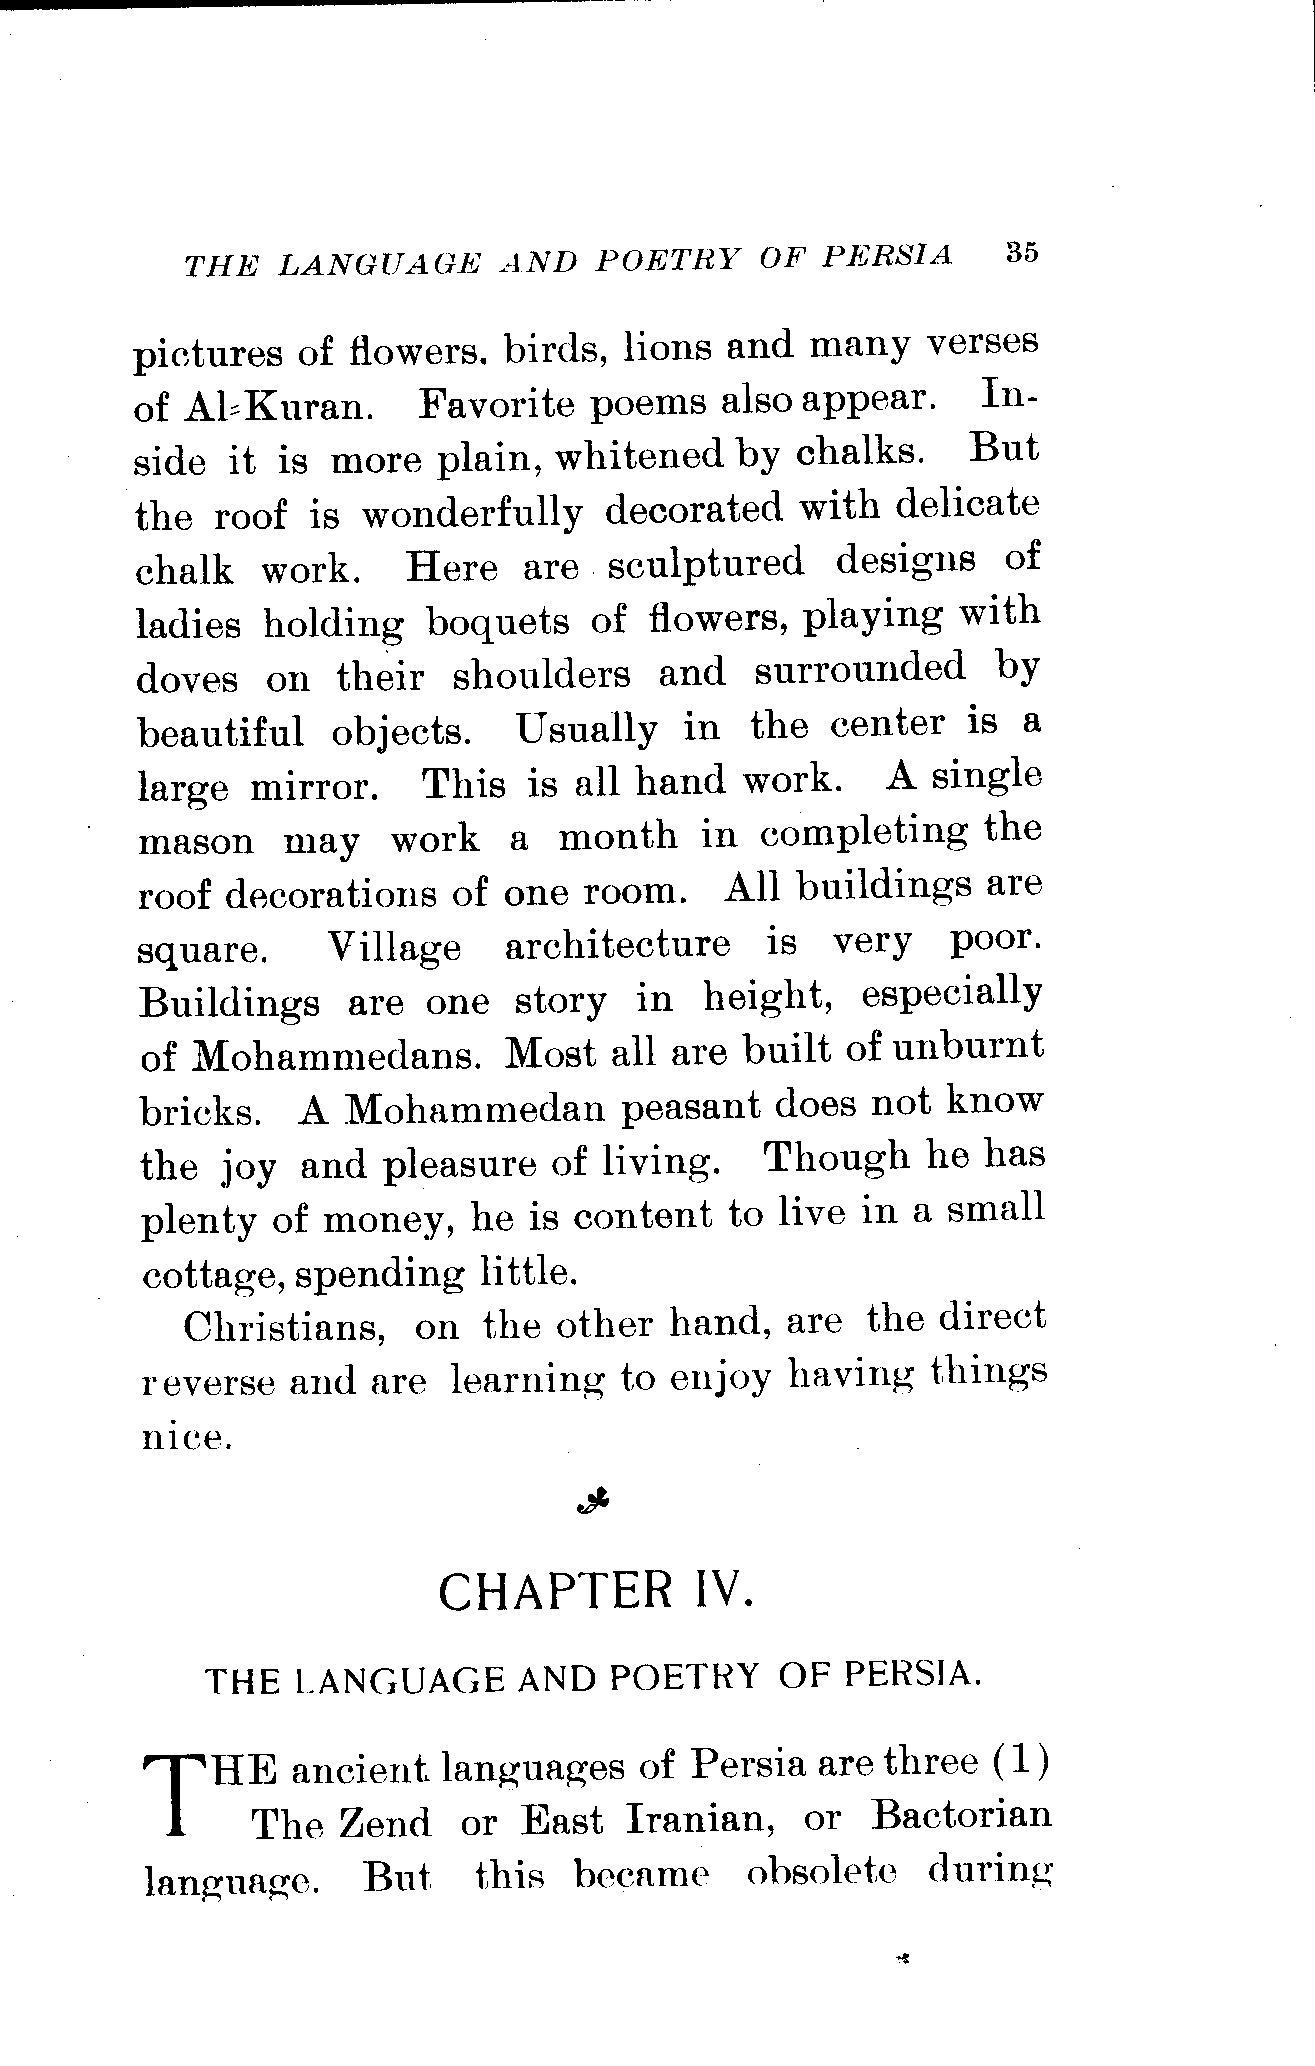 THE LANGUAGE AND POETRY OF PERSIA 35
pictures of flowers. birds, lions and many verses
of Al-Kuran. Favorite poems also appear. In-
side it is more plain, whitened by chalks. But
the roof is wonderfully decorated with delicate
chalk work. Here are sculptured designs of
ladies holding boquets of flowers, playing with
doves on their shoulders and surrounded by
beautiful objects. Usually in the center is a
large mirror. This is all hand work. A single
mason may work a month in completing the
roof decorations of one room. All buildings are
square. Village architecture is very poor.
Buildings are one story in height, especially
of Mohammedans. Most all are built of unburnt
bricks. A Mohammedan peasant does not know
the joy and pleasure of living. Though he has
plenty of money, he is content to live in a small
cottage, spending little.
Christians, on the other hand, are the direct
reverse and are learning to enjoy having things
nice.
CHAPTER IV.
THE LANGUAGE AND POETRY OF PERSIA.
THE ancient languages of Persia are three (1)
The Zend or East Iranian, or Bactorian
language. But this became obsolete during